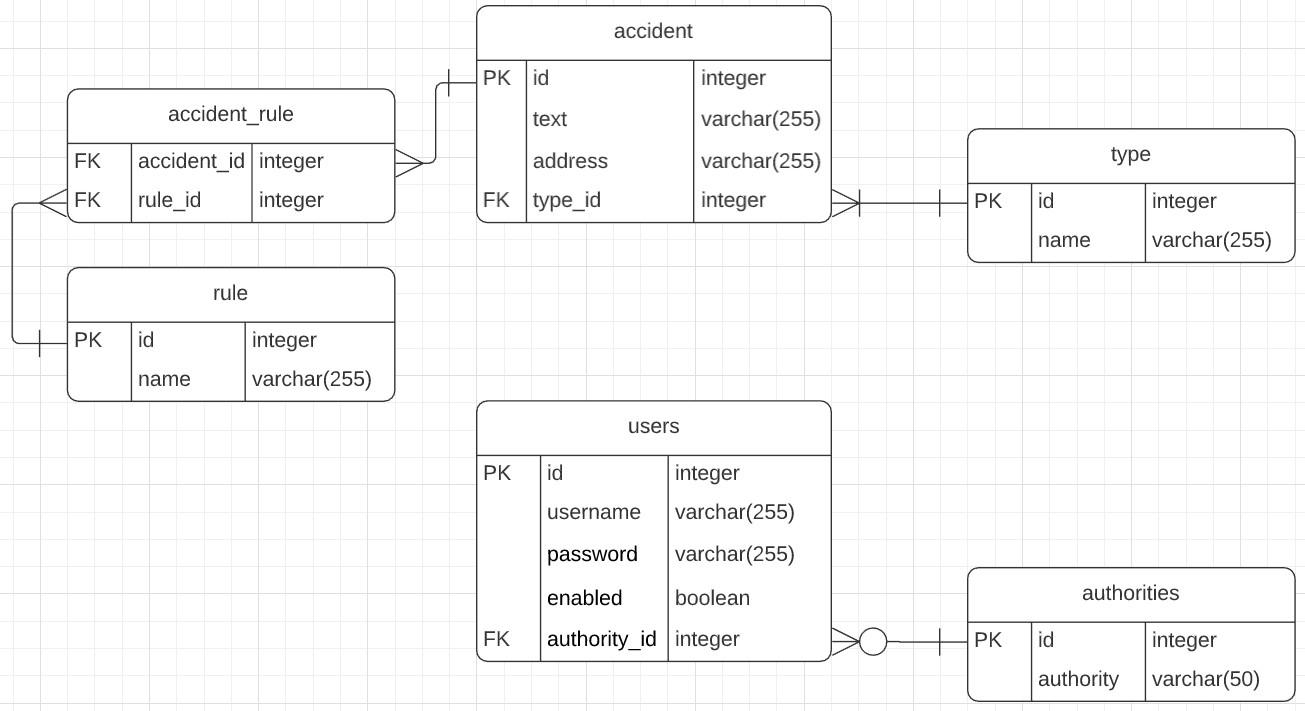 accident
PK id integer
text varchar(255)
address varchar(255)
FK type_id integer
accident_rule
FK accident_id integer
FK rule_id integer
type
PK id integer
name varchar(255)
rule
PK id integer
name varchar(255)
users
PK id integer
username varchar(255)
password varchar(255)
enabled boolean
FK authority_id integer
authorities
PK id integer
authority varchar(50)